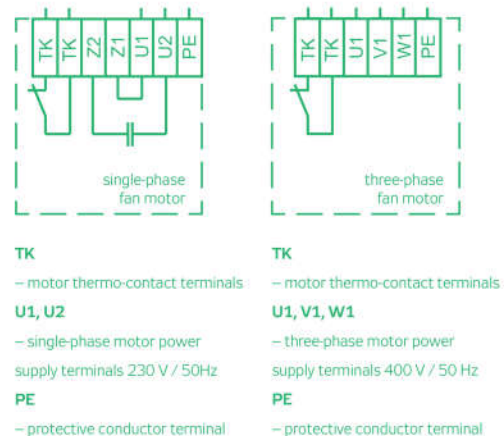 TK TK Z2 Z1 U1 U2 PE
single-phase
fan motor
TK
– motor thermo-contact terminals
U1, U2
– single-phase motor power
supply terminals 230 V / 50Hz
PE
– protective conductor terminal
TK TK U1 V1 W1 PE
three-phase
fan motor
TK
– motor thermo-contact terminals
U1, V1, W1
– three-phase motor power
supply terminals 400 V / 50 Hz
PE
– protective conductor terminal